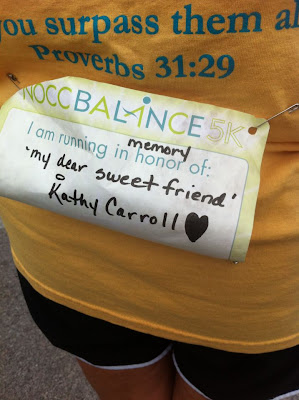 you surpass them al
Proverbs 31:29
NOCC BALANCE 5K
I am running in honor of:
memory
"my dear sweet friend"
Kathy Carroll ♥